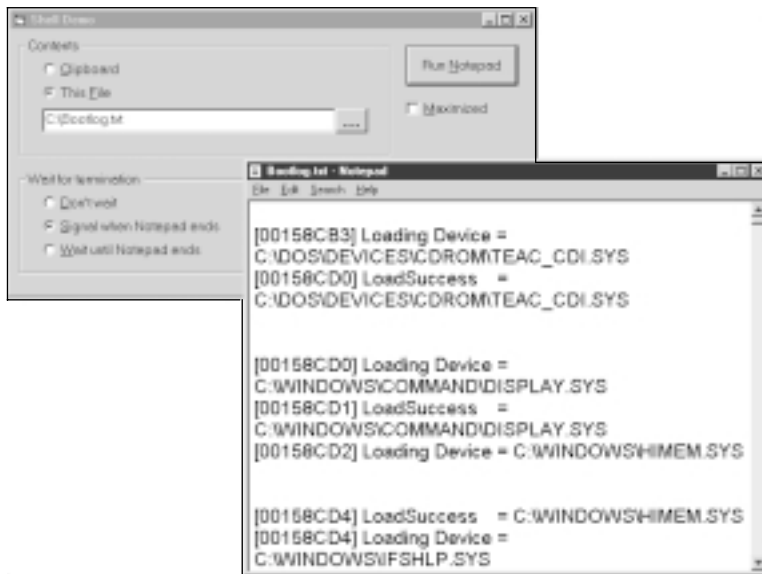 Shell Demo
Contents
Clipboard
This File
C:\Bootlog.txt
...
Run Notepad
Maximized
Wait for termination
Don't wait
Signal when Notepad ends
Wait until Notepad ends
Bootlog.txt - Notepad
File Edit Search Help
[00158CB3] Loading Device =
C:\DOS\DEVICES\CDROM\TEAC_CDI.SYS
[00158CD0] LoadSuccess =
C:\DOS\DEVICES\CDROM\TEAC_CDI.SYS
[00158CD0] Loading Device =
C:\WINDOWS\COMMAND\DISPLAY.SYS
[00158CD1] LoadSuccess =
C:\WINDOWS\COMMAND\DISPLAY.SYS
[00158CD2] Loading Device = C:\WINDOWS\HIMEM.SYS
[00158CD4] LoadSuccess = C:\WINDOWS\HIMEM.SYS
[00158CD4] Loading Device =
C:\WINDOWS\IFSHLP.SYS